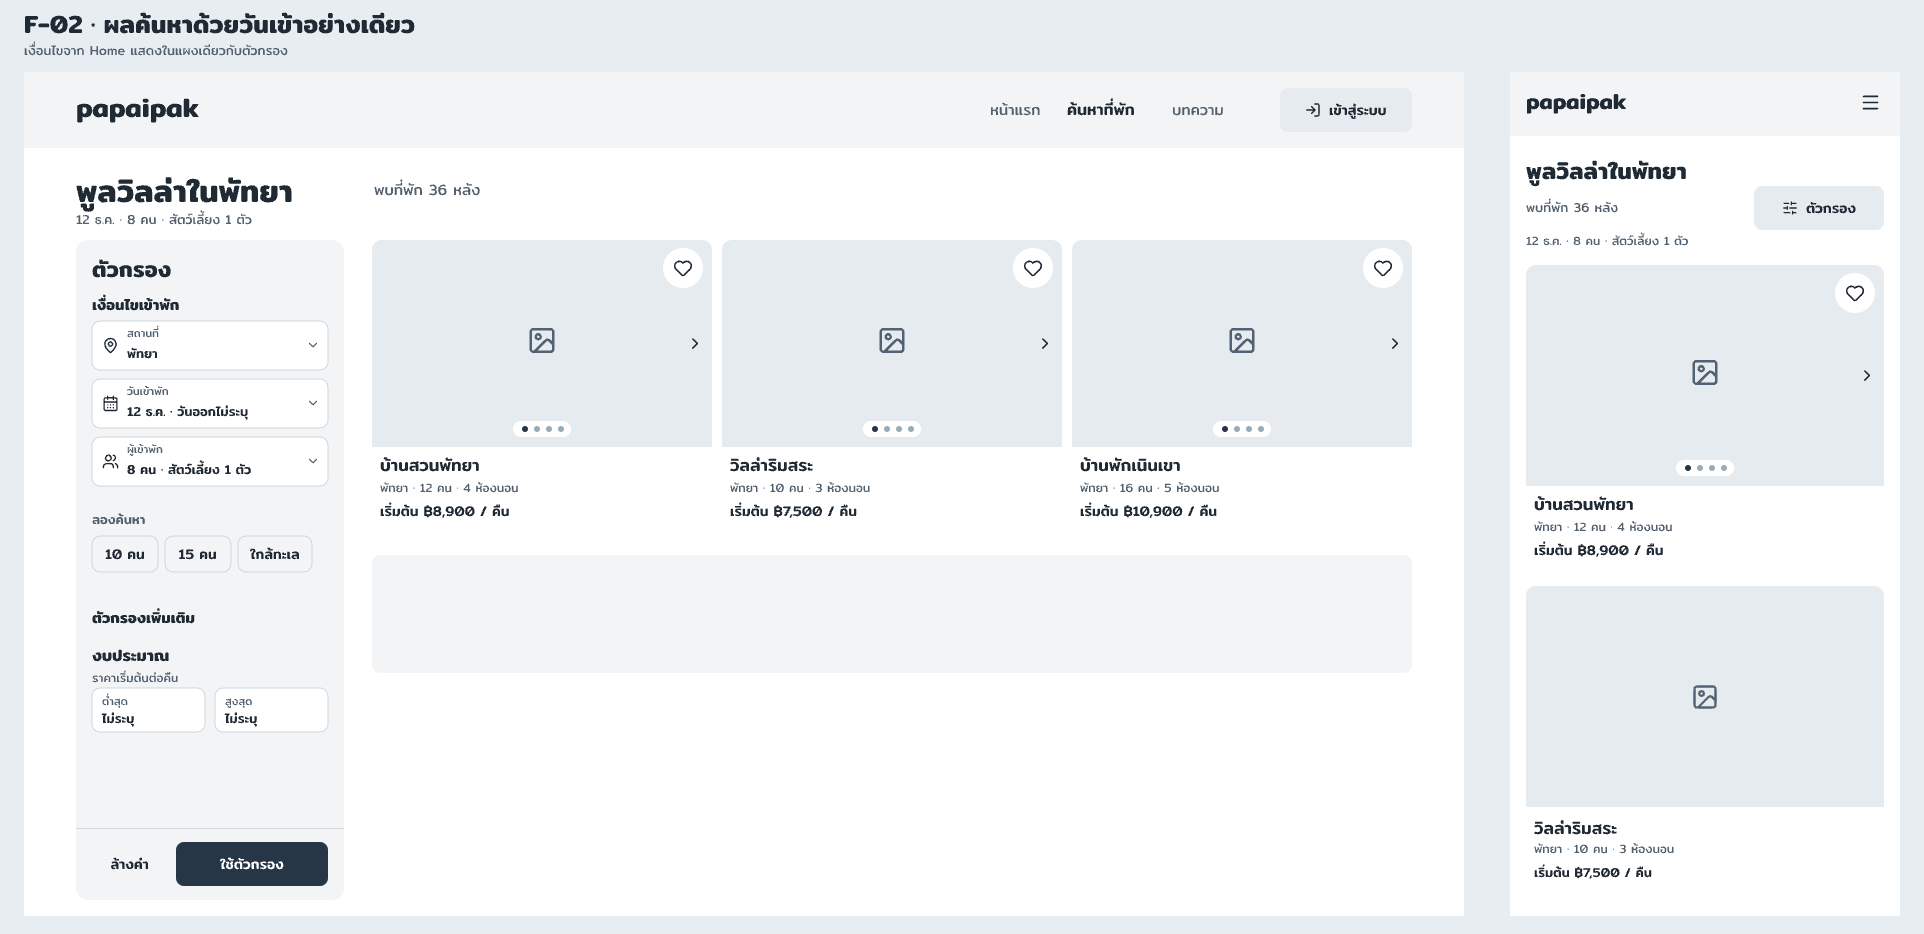 F-02 · ผลค้นหาด้วยวันเข้าอย่างเดียว
เงื่อนไขจาก Home แสดงในแผงเดียวกับตัวกรอง
papaipak
หน้าแรก
ค้นหาที่พัก
บทความ
เข้าสู่ระบบ
พูลวิลล่าในพัทยา
12 ธ.ค. · 8 คน · สัตว์เลี้ยง 1 ตัว
พบที่พัก 36 หลัง
ตัวกรอง
เงื่อนไขเข้าพัก
สถานที่
พัทยา
วันเข้าพัก
12 ธ.ค. · วันออกไม่ระบุ
ผู้เข้าพัก
8 คน · สัตว์เลี้ยง 1 ตัว
ลองค้นหา
10 คน
15 คน
ใกล้ทะเล
ตัวกรองเพิ่มเติม
งบประมาณ
ราคาเริ่มต้นต่อคืน
ต่ำสุด
ไม่ระบุ
สูงสุด
ไม่ระบุ
ล้างค่า
ใช้ตัวกรอง
บ้านสวนพัทยา
พัทยา · 12 คน · 4 ห้องนอน
เริ่มต้น ฿8,900 / คืน
วิลล่าริมสระ
พัทยา · 10 คน · 3 ห้องนอน
เริ่มต้น ฿7,500 / คืน
บ้านพักเนินเขา
พัทยา · 16 คน · 5 ห้องนอน
เริ่มต้น ฿10,900 / คืน
papaipak
พูลวิลล่าในพัทยา
พบที่พัก 36 หลัง
ตัวกรอง
12 ธ.ค. · 8 คน · สัตว์เลี้ยง 1 ตัว
บ้านสวนพัทยา
พัทยา · 12 คน · 4 ห้องนอน
เริ่มต้น ฿8,900 / คืน
วิลล่าริมสระ
พัทยา · 10 คน · 3 ห้องนอน
เริ่มต้น ฿7,500 / คืน